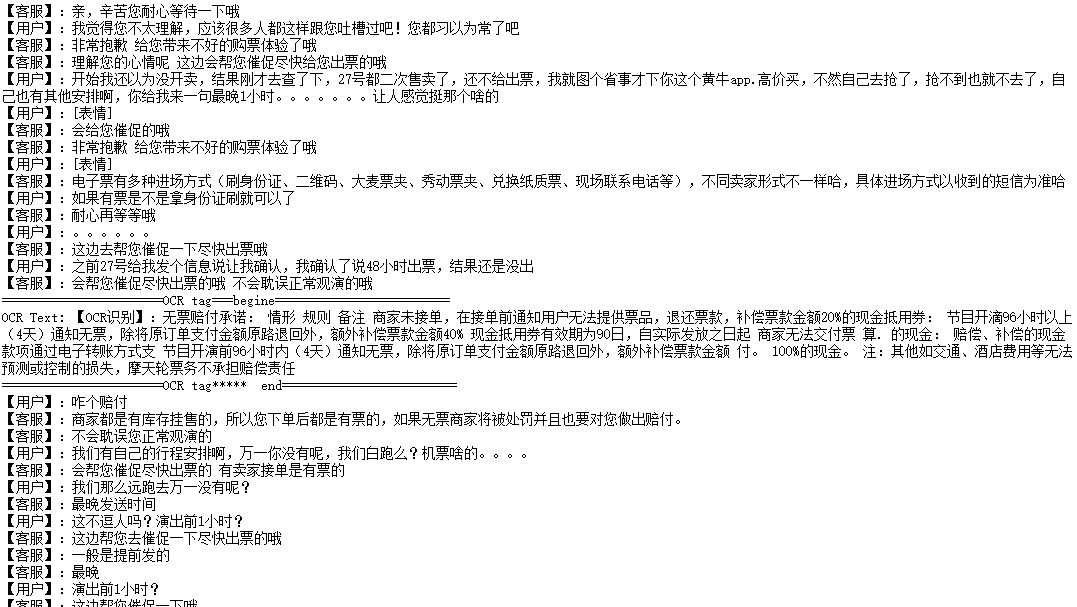 【客服】：亲，辛苦您耐心等待一下哦
【用户】：我觉得您不太理解，应该很多人都这样跟您吐槽过吧！您都习以为常了吧
【客服】：非常抱歉 给您带来不好的购票体验了哦
【客服】：理解您的心情呢 这边会帮您催促尽快给您出票的哦
【用户】：开始我还以为没开卖，结果刚才去查了下，27号都二次售卖了，还不给出票，我就图个省事才下你这个黄牛app.高价买，不然自己去抢了，抢不到也就不去了，自
己也有其他安排啊，你给我来一句最晚1小时。。。。。。。让人感觉挺那个啥的
【用户】：[表情]
【客服】：会给您催促的哦
【客服】：非常抱歉 给您带来不好的购票体验了哦
【用户】：[表情]
【客服】：电子票有多种进场方式（刷身份证、二维码、大麦票夹、秀动票夹、兑换纸质票、现场联系电话等），不同卖家形式不一样哈，具体进场方式以收到的短信为准哈
【用户】：如果有票是不是拿身份证刷就可以了
【客服】：耐心再等等哦
【用户】：。。。。。。
【客服】：这边去帮您催促一下尽快出票哦
【用户】：之前27号给我发个信息说让我确认，我确认了说48小时出票，结果还是没出
【客服】：会帮您催促尽快出票的哦 不会耽误正常观演的哦
=======================OCR tag===begine=========================
OCR Text: 【OCR识别】：无票赔付承诺： 情形 规则 备注 商家未接单，在接单前通知用户无法提供票品，退还票款，补偿票款金额20%的现金抵用券： 节目开演96小时以上
（4天）通知无票，除将原订单支付金额原路退回外，额外补偿票款金额40% 现金抵用券有效期为90日，自实际发放之日起 商家无法交付票 算. 的现金： 赔偿、补偿的现金
款项通过电子转账方式支 节目开演前96小时内（4天）通知无票，除将原订单支付金额原路退回外，额外补偿票款金额 付。 100%的现金。 注：其他如交通、酒店费用等无法
预测或控制的损失，摩天轮票务不承担赔偿责任
=======================OCR tag***** end=========================
【用户】：咋个赔付
【客服】：商家都是有库存挂售的，所以您下单后都是有票的，如果无票商家将被处罚并且也要对您做出赔付。
【客服】：不会耽误您正常观演的
【用户】：我们有自己的行程安排啊，万一你没有呢，我们白跑么？机票啥的。。。。
【客服】：会帮您催促尽快出票的 有卖家接单是有票的
【用户】：我们那么远跑去万一没有呢？
【客服】：最晚发送时间
【用户】：这不逗人吗？演出前1小时？
【客服】：这边帮您去催促一下尽快出票的哦
【客服】：一般是提前发的
【客服】：最晚
【用户】：演出前1小时？
【客服】：这边帮您催促一下哦